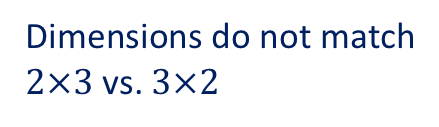 Dimensions do not match
2×3 vs. 3×2